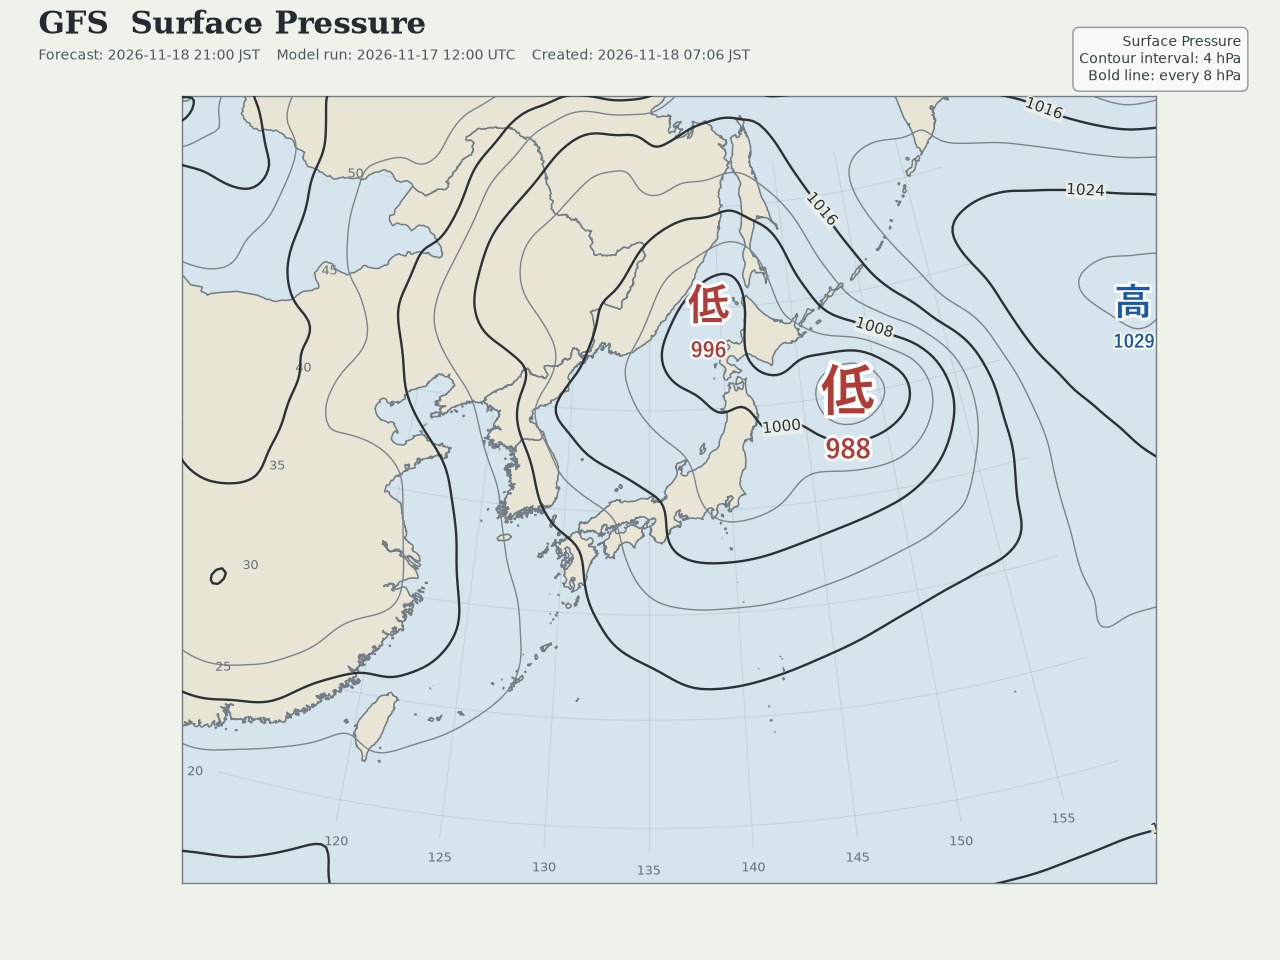 GFS  Surface Pressure
Forecast: 2026-11-18 21:00 JST    Model run: 2026-11-17 12:00 UTC    Created: 2026-11-18 07:06 JST
Surface Pressure
Contour interval: 4 hPa
Bold line: every 8 hPa
1016
50
1024
1016
45
低
高
996
1008
1029
40
低
1000
988
35
30
25
20
155
120
125
130
135
140
145
150